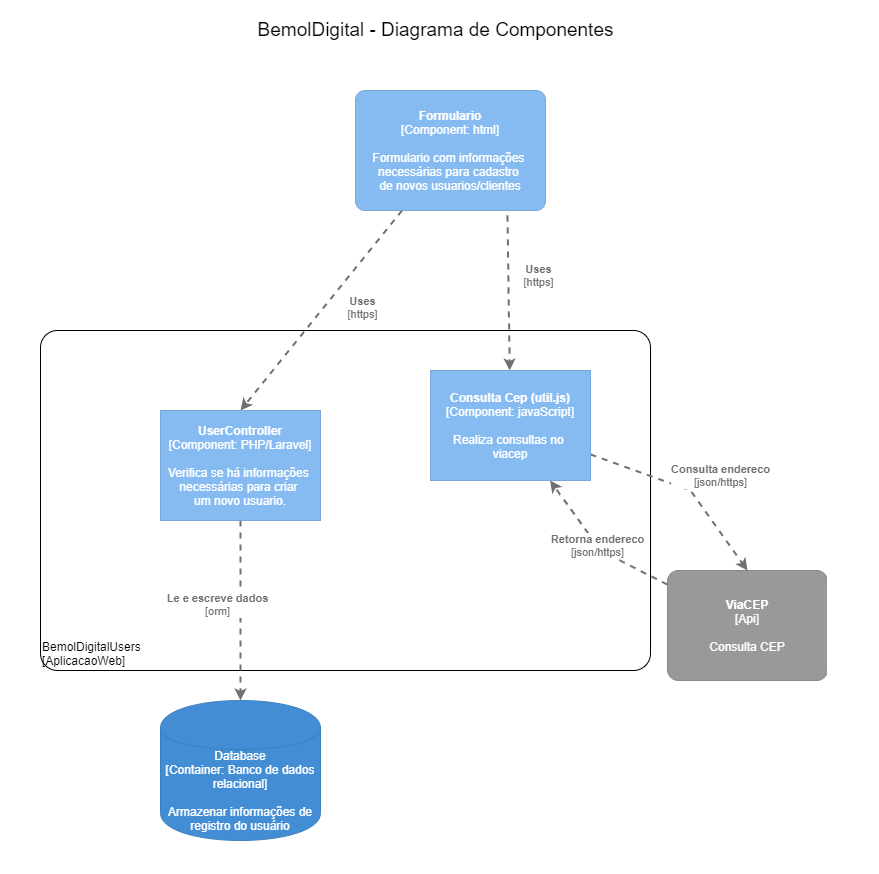 BemolDigital - Diagrama de Componentes
Formulario
[Component: html]
Formulario com informações
necessárias para cadastro
de novos usuarios/clientes
Uses
[https]
Uses
[https]
Consulta Cep (util.js)
[Component: javaScript]
Realiza consultas no
viacep
UserController
[Component: PHP/Laravel]
Verifica se há informações
necessárias para criar
um novo usuario.
Consulta endereco
[json/https]
Retorna endereco
[json/https]
ViaCEP
[Api]
Consulta CEP
Le e escreve dados
[orm]
BemolDigitalUsers
[AplicacaoWeb]
Database
[Container: Banco de dados
relacional]
Armazenar informações de
registro do usuário